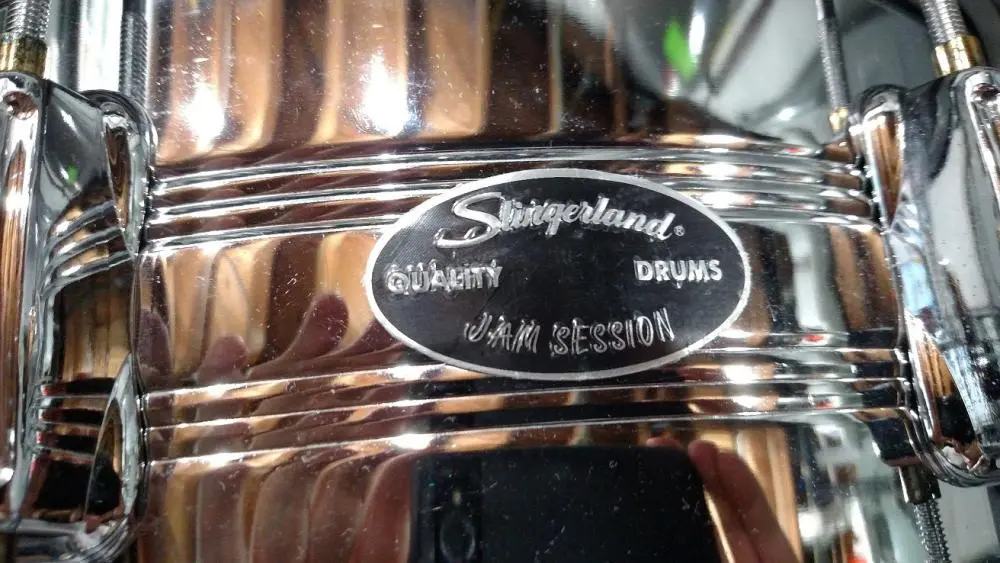 Slingerland®
QUALITY DRUMS
JAM SESSION